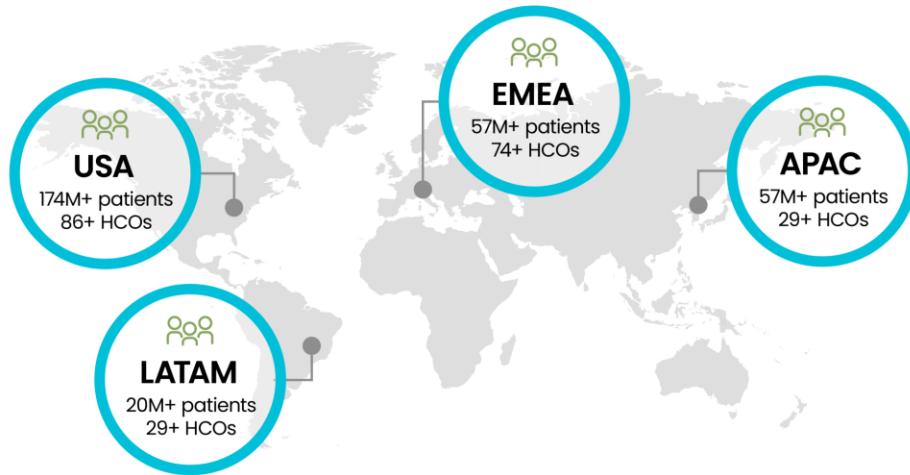 USA
174M+ patients
86+ HCOs
EMEA
57M+ patients
74+ HCOs
APAC
57M+ patients
29+ HCOs
LATAM
20M+ patients
29+ HCOs